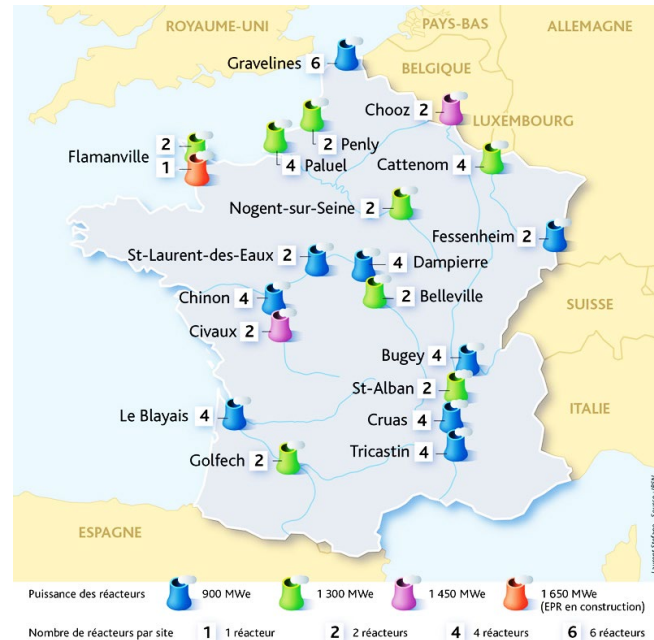 ROYAUME-UNI
PAYS-BAS
ALLEMAGNE
Gravelines 6
BELGIQUE
Chooz 2
LUXEMBOURG
2
Flamanville
1
2 Penly
4 Paluel
Cattenom 4
Nogent-sur-Seine 2
Fessenheim 2
St-Laurent-des-Eaux 2
4 Dampierre
Chinon 4
2 Belleville
SUISSE
Civaux 2
Bugey 4
St-Alban 2
Le Blayais 4
Cruas 4
ITALIE
Golfech 2
Tricastin 4
ESPAGNE
Puissance des réacteurs
900 MWe
1 300 MWe
1 450 MWe
1 650 MWe
(EPR en construction)
Nombre de réacteurs par site
1 1 réacteur
2 2 réacteurs
4 4 réacteurs
6 6 réacteurs